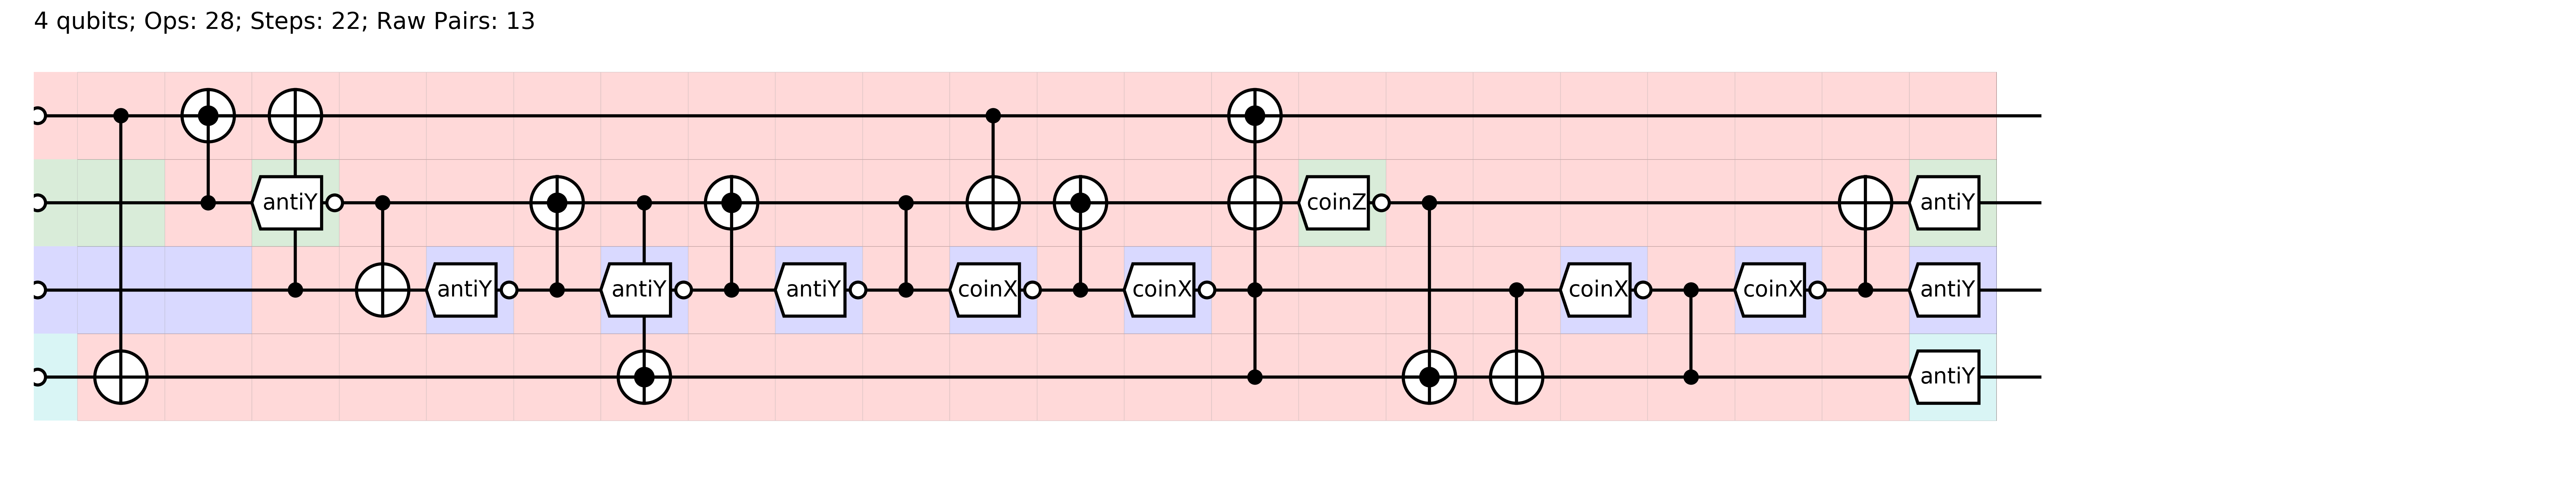 4 qubits; Ops: 28; Steps: 22; Raw Pairs: 13
antiY coinZ antiY
antiY antiY antiY coinX coinX coinX coinX antiY
antiY